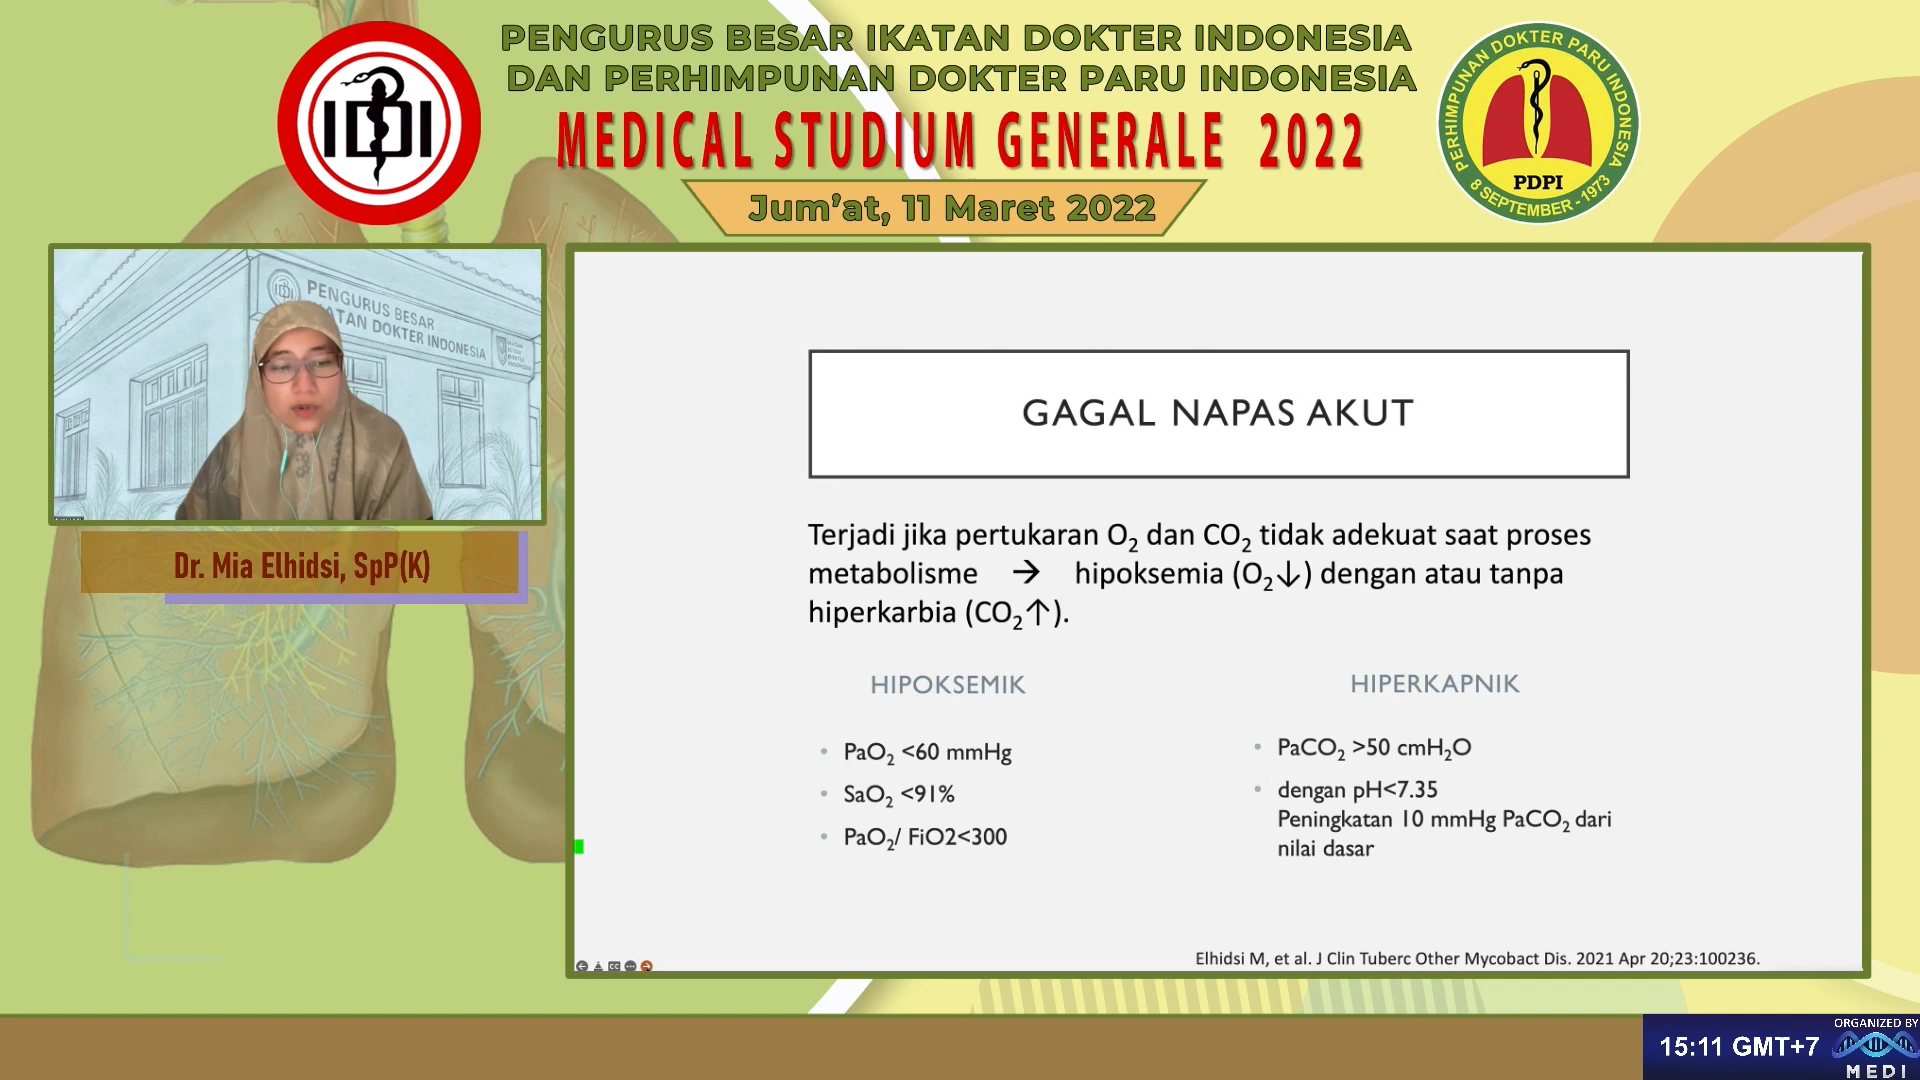 PENGURUS BESAR IKATAN DOKTER INDONESIA
DAN PERHIMPUNAN DOKTER PARU INDONESIA
MEDICAL STUDIUM GENERALE 2022
Jum'at, 11 Maret 2022
IDI
PERHIMPUNAN DOKTER PARU INDONESIA
PDPI
8 SEPTEMBER - 1973
PENGURUS BESAR
IKATAN DOKTER INDONESIA
Dr. Mia Elhidsi, SpP(K)
GAGAL NAPAS AKUT
Terjadi jika pertukaran O₂ dan CO₂ tidak adekuat saat proses
metabolisme → hipoksemia (O₂↓) dengan atau tanpa
hiperkarbia (CO₂↑).
HIPOKSEMIK
• PaO₂ <60 mmHg
• SaO₂ <91%
• PaO₂/ FiO2<300
HIPERKAPNIK
• PaCO₂ >50 cmH₂O
• dengan pH<7.35
Peningkatan 10 mmHg PaCO₂ dari
nilai dasar
Elhidsi M, et al. J Clin Tuberc Other Mycobact Dis. 2021 Apr 20;23:100236.
15:11 GMT+7
ORGANIZED BY
MEDI